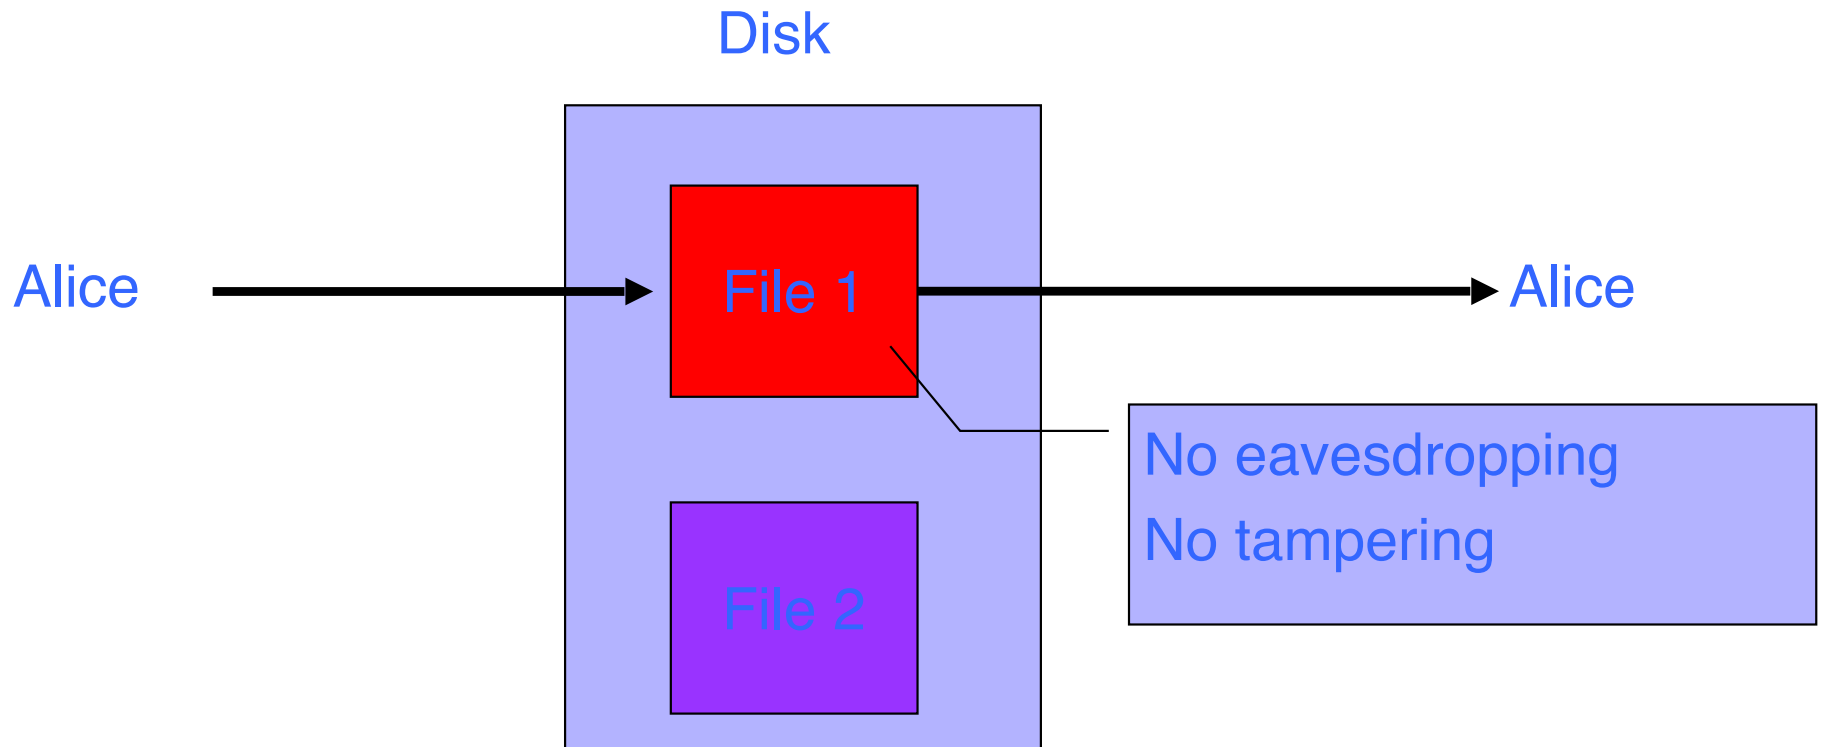 Disk
Alice
File 1
Alice
No eavesdropping
No tampering
File 2